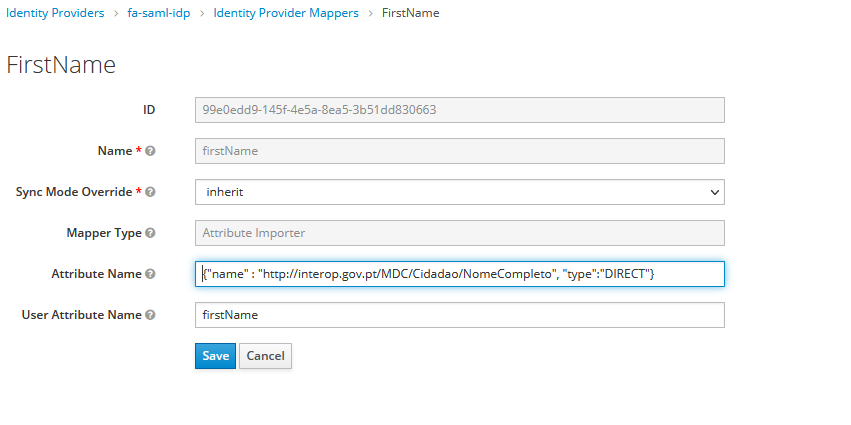 Identity Providers > fa-saml-idp > Identity Provider Mappers > FirstName
FirstName
ID 99e0edd9-145f-4e5a-8ea5-3b51dd830663
Name * firstName
Sync Mode Override * inherit
Mapper Type Attribute Importer
Attribute Name {"name" : "http://interop.gov.pt/MDC/Cidadao/NomeCompleto", "type":"DIRECT"}
User Attribute Name firstName
Save Cancel